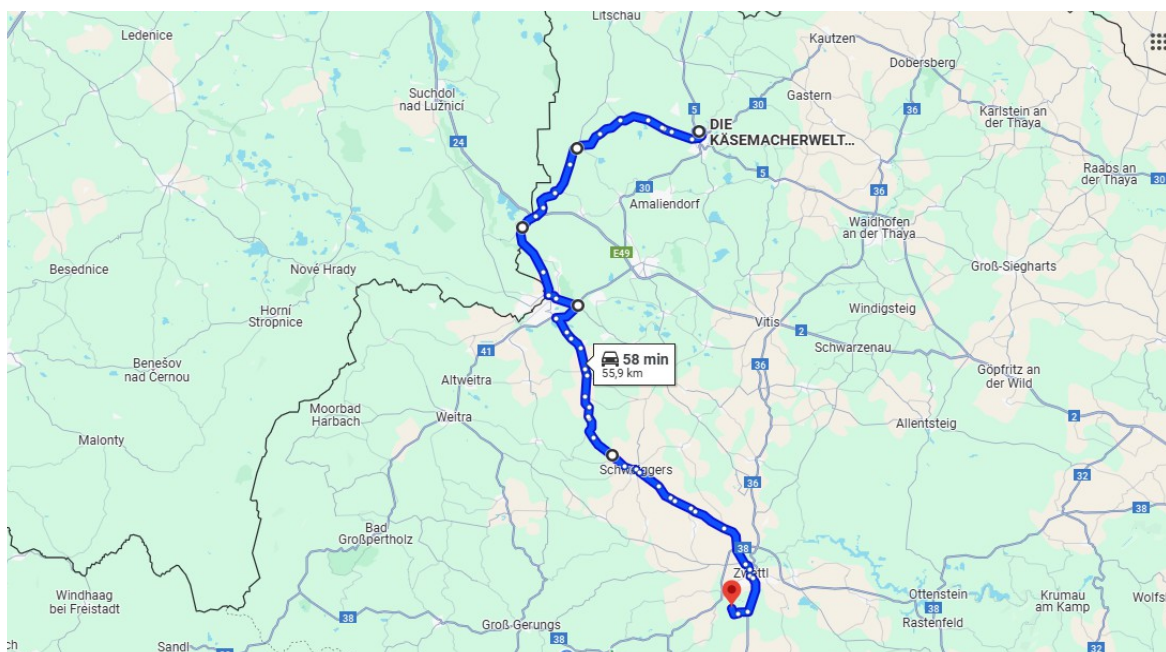 Ledenice
Litschau
Kautzen
Dobersberg
Suchdol
nad Lužnicí
5
30
Gastern
36
Karlstein an
der Thaya
24
DIE
KÄSEMACHERWELT...
5
30
Amaliendorf
Raabs an
der Thaya
30
36
Waidhofen
an der Thaya
E49
Besednice
Nové Hrady
Groß-Siegharts
Horní
Stropnice
Windigsteig
Vitis
2
Schwarzenau
41
58 min
55,9 km
36
Benešov
nad Černou
Altweitra
Göpfritz an
der Wild
Moorbad
Harbach
Weitra
2
Allentsteig
Malonty
36
32
38
38
Bad
Großpertholz
38
Zwettl
Windhaag
bei Freistadt
Ottenstein
38
Rastenfeld
Krumau
am Kamp
Wolfs
38
Groß Gerungs
Sandl
38
38
36
32